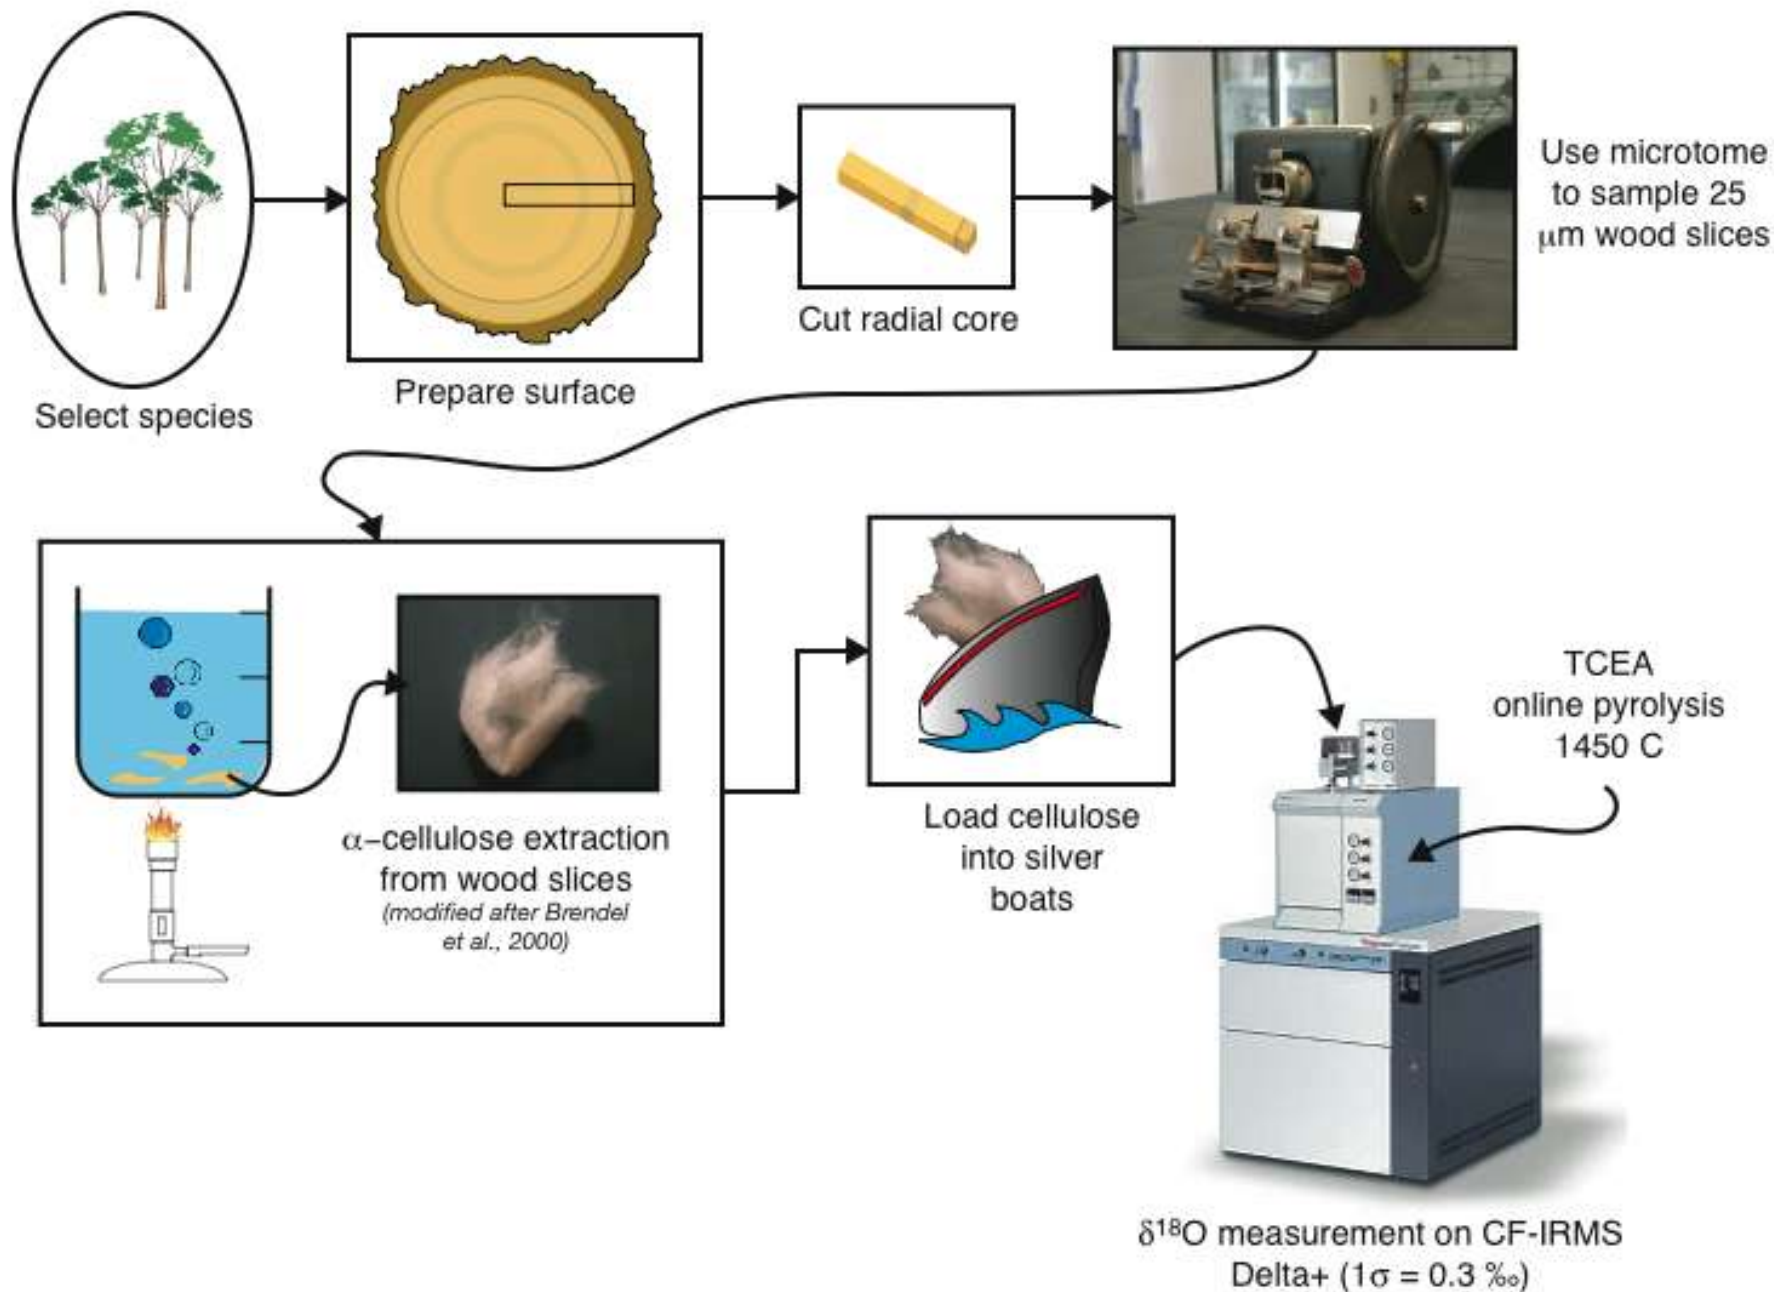 Select species
Prepare surface
Cut radial core
Use microtome
to sample 25
μm wood slices
α–cellulose extraction
from wood slices
(modified after Brendel
et al., 2000)
Load cellulose
into silver
boats
TCEA
online pyrolysis
1450 C
δ¹⁸O measurement on CF-IRMS
Delta+ (1σ = 0.3 ‰)